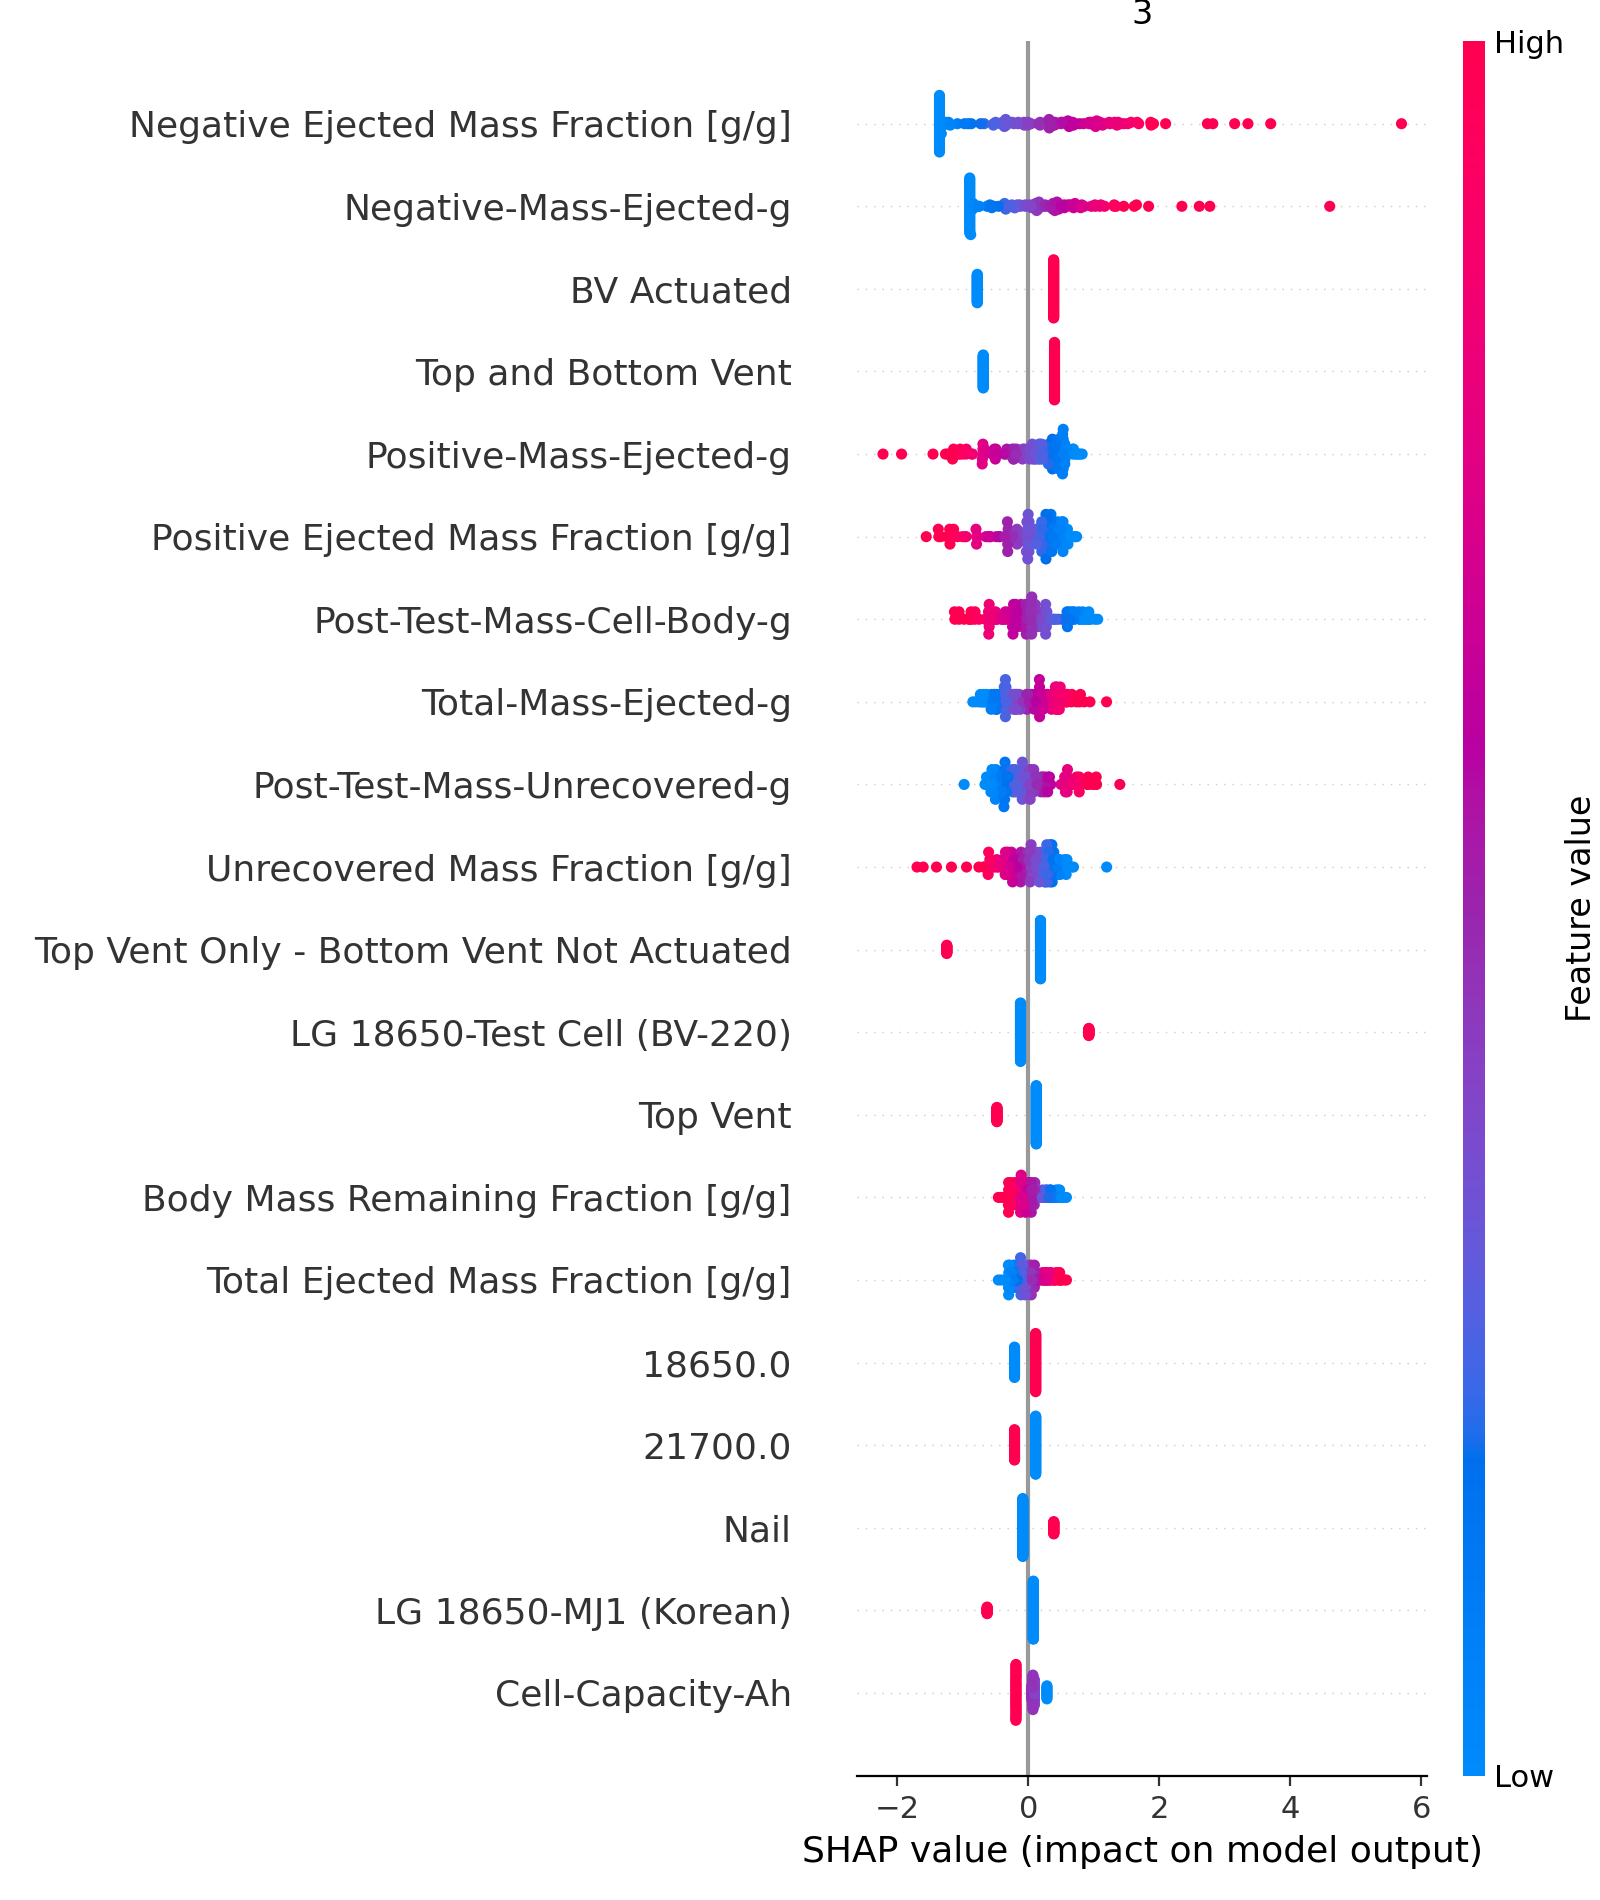 3
High
Negative Ejected Mass Fraction [g/g]
Negative-Mass-Ejected-g
BV Actuated
Top and Bottom Vent
Positive-Mass-Ejected-g
Positive Ejected Mass Fraction [g/g]
Post-Test-Mass-Cell-Body-g
Total-Mass-Ejected-g
Post-Test-Mass-Unrecovered-g
Unrecovered Mass Fraction [g/g]
Top Vent Only - Bottom Vent Not Actuated
LG 18650-Test Cell (BV-220)
Top Vent
Body Mass Remaining Fraction [g/g]
Total Ejected Mass Fraction [g/g]
18650.0
21700.0
Nail
LG 18650-MJ1 (Korean)
Cell-Capacity-Ah
Feature value
Low
−2 0 2 4 6
SHAP value (impact on model output)